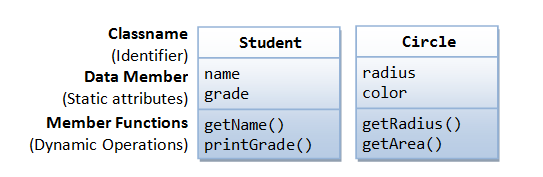 Classname
(Identifier)
Data Member
(Static attributes)
Member Functions
(Dynamic Operations)
Student
name
grade
getName()
printGrade()
Circle
radius
color
getRadius()
getArea()